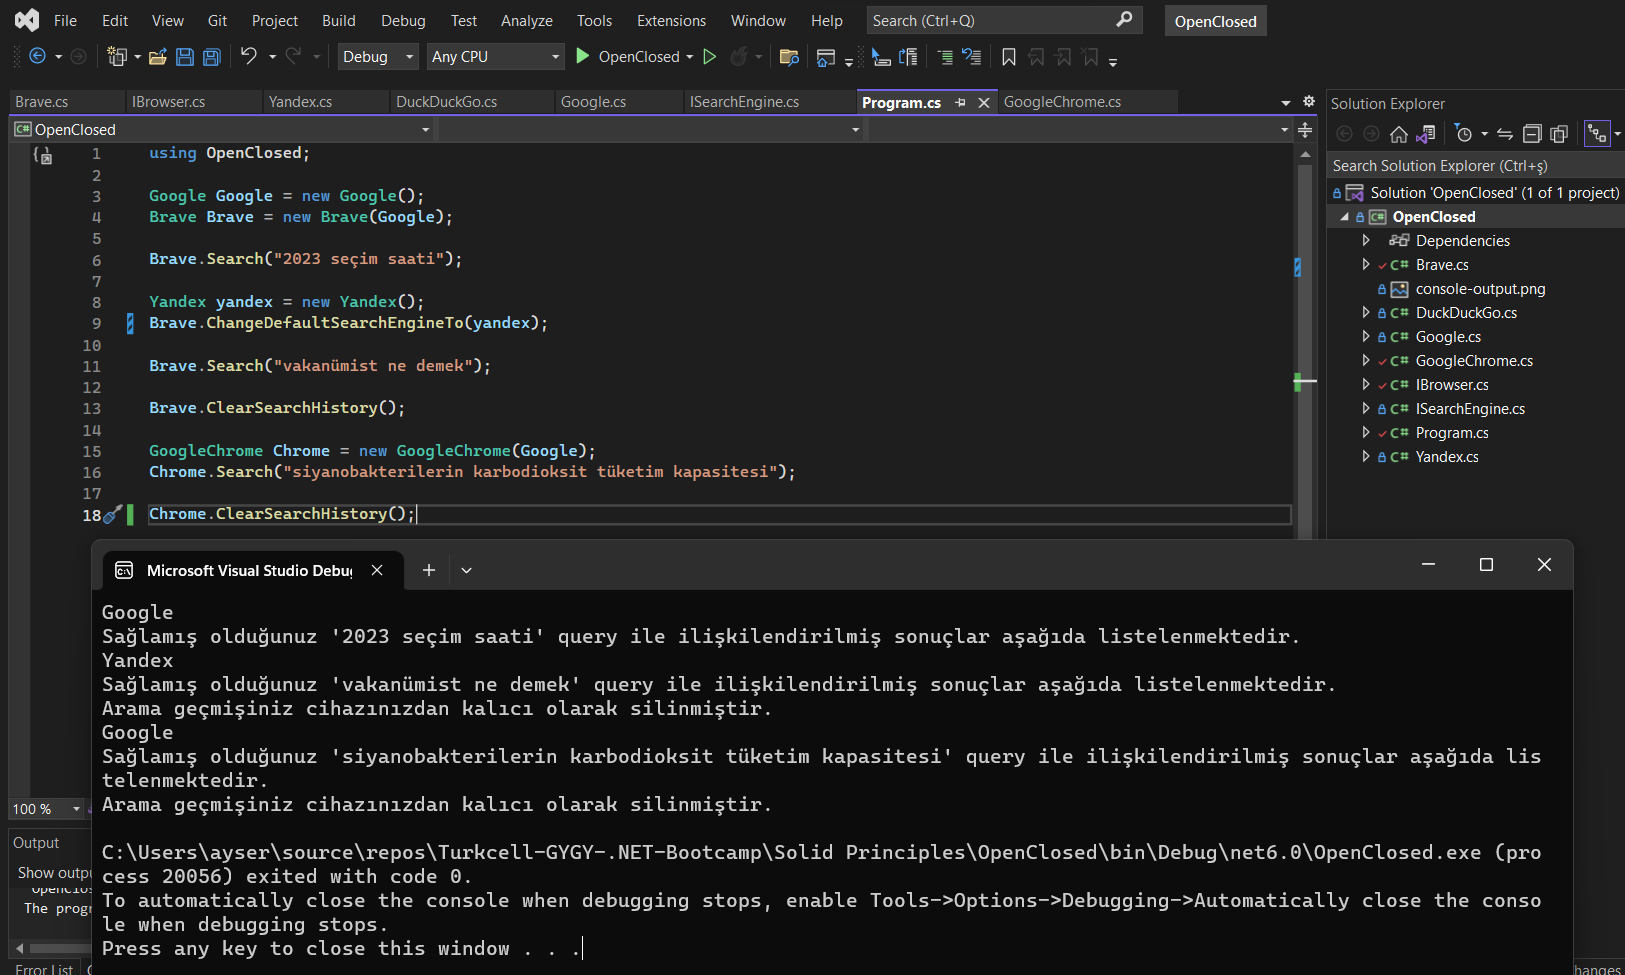 File Edit View Git Project Build Debug Test Analyze Tools Extensions Window Help Search (Ctrl+Q) OpenClosed
Debug Any CPU OpenClosed
Brave.cs IBrowser.cs Yandex.cs DuckDuckGo.cs Google.cs ISearchEngine.cs Program.cs GoogleChrome.cs
C# OpenClosed
1 using OpenClosed;
2
3 Google Google = new Google();
4 Brave Brave = new Brave(Google);
5
6 Brave.Search("2023 seçim saati");
7
8 Yandex yandex = new Yandex();
9 Brave.ChangeDefaultSearchEngineTo(yandex);
10
11 Brave.Search("vakanümist ne demek");
12
13 Brave.ClearSearchHistory();
14
15 GoogleChrome Chrome = new GoogleChrome(Google);
16 Chrome.Search("siyanobakterilerin karbodioksit tüketim kapasitesi");
17
18 Chrome.ClearSearchHistory();
100 %
Output
Show outpu
The progr
Error List
Solution Explorer
Search Solution Explorer (Ctrl+ş)
Solution 'OpenClosed' (1 of 1 project)
C# OpenClosed
Dependencies
C# Brave.cs
console-output.png
C# DuckDuckGo.cs
C# Google.cs
C# GoogleChrome.cs
C# IBrowser.cs
C# ISearchEngine.cs
C# Program.cs
C# Yandex.cs
Microsoft Visual Studio Debug
Google
Sağlamış olduğunuz '2023 seçim saati' query ile ilişkilendirilmiş sonuçlar aşağıda listelenmektedir.
Yandex
Sağlamış olduğunuz 'vakanümist ne demek' query ile ilişkilendirilmiş sonuçlar aşağıda listelenmektedir.
Arama geçmişiniz cihazınızdan kalıcı olarak silinmiştir.
Google
Sağlamış olduğunuz 'siyanobakterilerin karbodioksit tüketim kapasitesi' query ile ilişkilendirilmiş sonuçlar aşağıda lis
telenmektedir.
Arama geçmişiniz cihazınızdan kalıcı olarak silinmiştir.
C:\Users\ayser\source\repos\Turkcell-GYGY-.NET-Bootcamp\Solid Principles\OpenClosed\bin\Debug\net6.0\OpenClosed.exe (pro
cess 20056) exited with code 0.
To automatically close the console when debugging stops, enable Tools->Options->Debugging->Automatically close the conso
le when debugging stops.
Press any key to close this window . . .
hanges